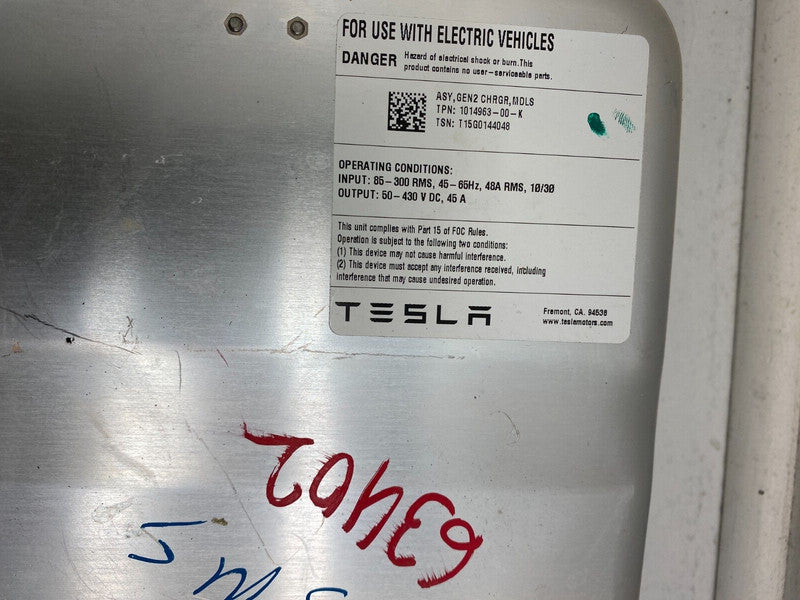 FOR USE WITH ELECTRIC VEHICLES
DANGER Hazard of electrical shock or burn.This
product contains no user-serviceable parts.
ASY,GEN2 CHRGR,MDLS
TPN: 1014963-00-K
TSN: T15G0144048
OPERATING CONDITIONS:
INPUT: 85-300 RMS, 45-65Hz, 48A RMS, 10/30
OUTPUT: 50-430 V DC, 45 A
This unit complies with Part 15 of FCC Rules.
Operation is subject to the following two conditions:
(1) This device may not cause harmful interference.
(2) This device must accept any interference received, including
interference that may cause undesired operation.
TESLA
Fremont, CA. 94538
www.teslamotors.com
63402